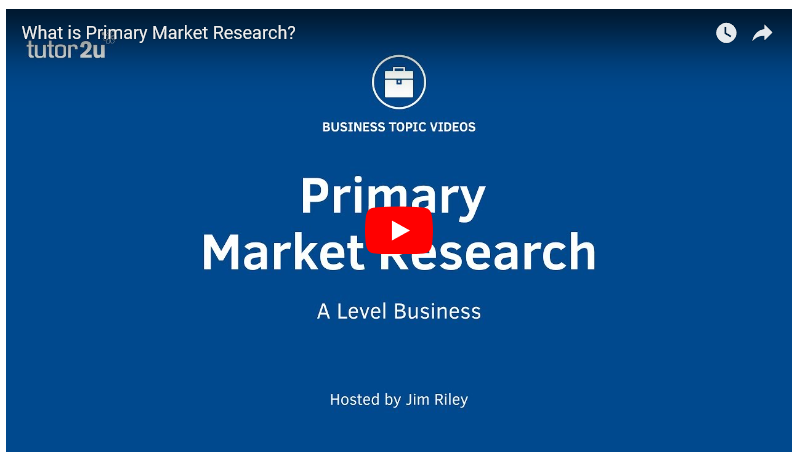 What is Primary Market Research?
tutor2u
BUSINESS TOPIC VIDEOS
Primary
Market Research
A Level Business
Hosted by Jim Riley